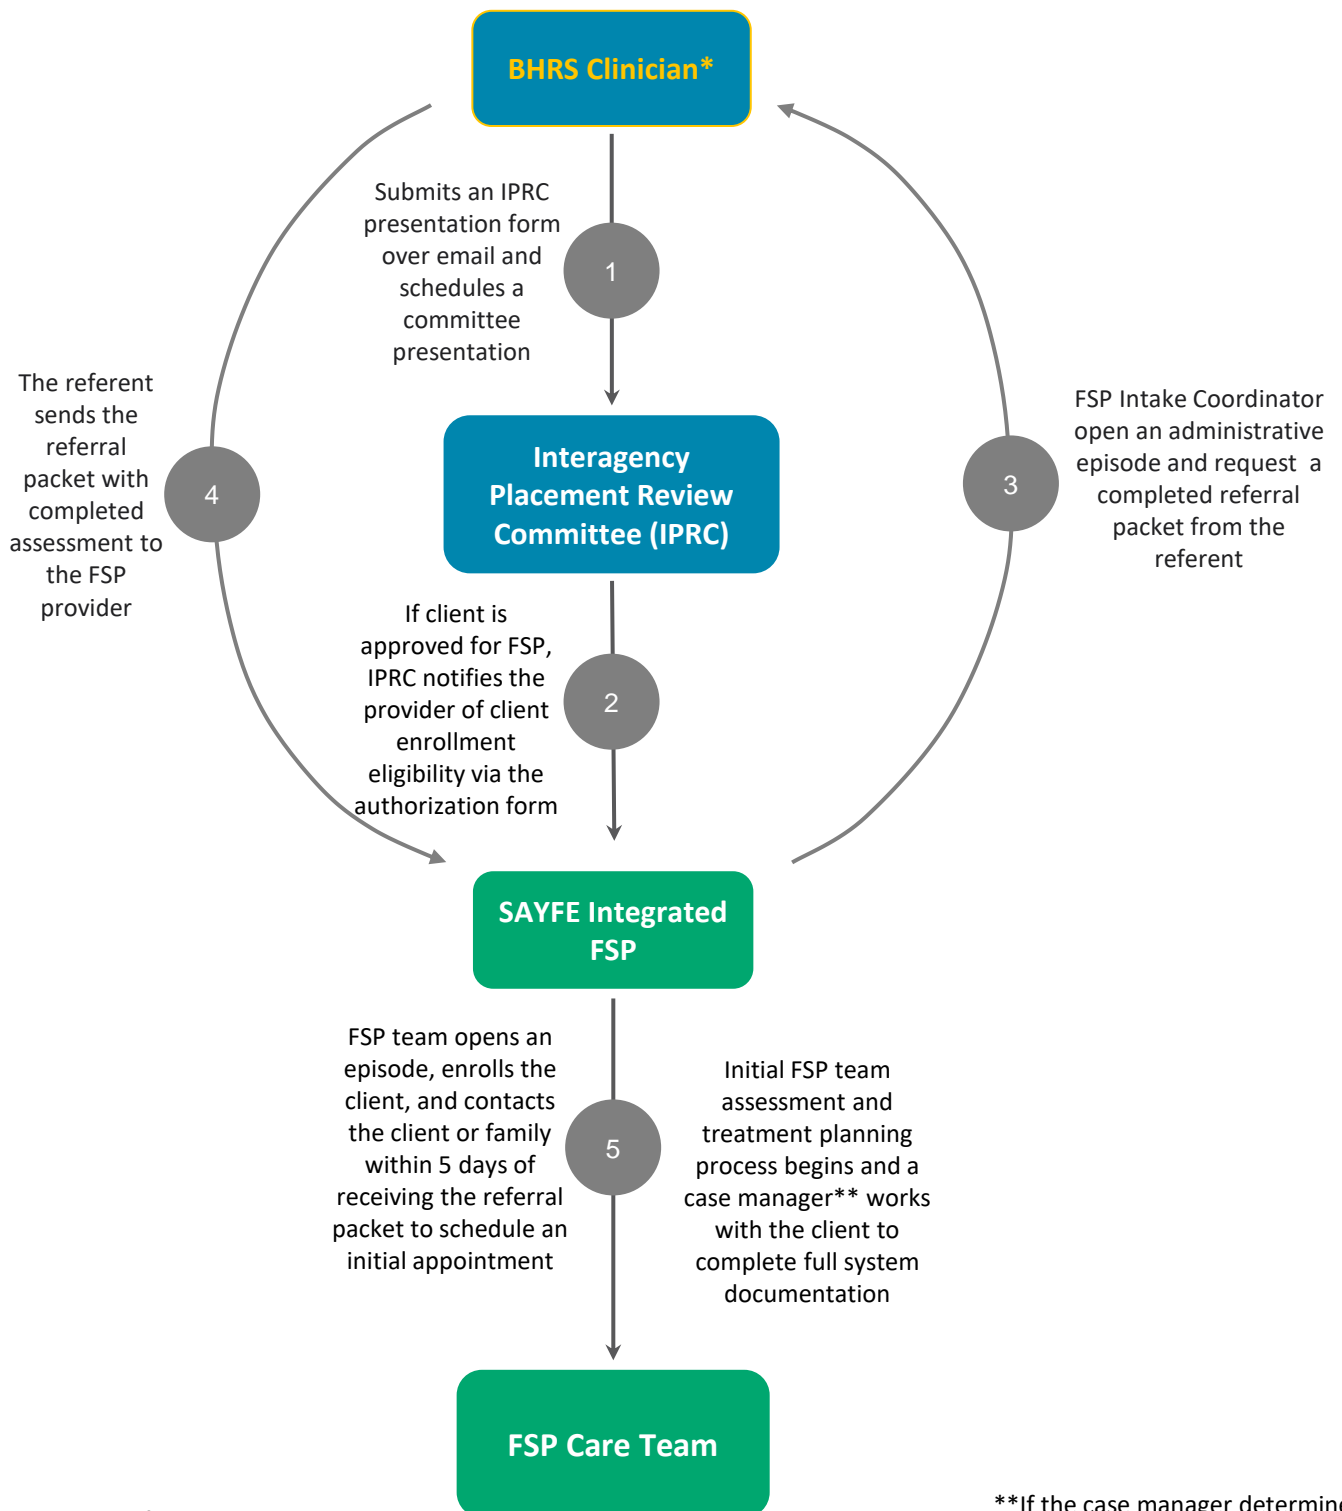 BHRS Clinician*
Submits an IPRC
presentation form
over email and
schedules a
committee
presentation
1
The referent
sends the
referral
packet with
completed
assessment to
the FSP
provider
4
FSP Intake Coordinator
open an administrative
episode and request a
completed referral
packet from the
referent
3
Interagency
Placement Review
Committee (IPRC)
If client is
approved for FSP,
IPRC notifies the
provider of client
enrollment
eligibility via the
authorization form
2
SAYFE Integrated
FSP
FSP team opens an
episode, enrolls the
client, and contacts
the client or family
within 5 days of
receiving the referral
packet to schedule an
initial appointment
5
Initial FSP team
assessment and
treatment planning
process begins and a
case manager** works
with the client to
complete full system
documentation
FSP Care Team
**If the case manager